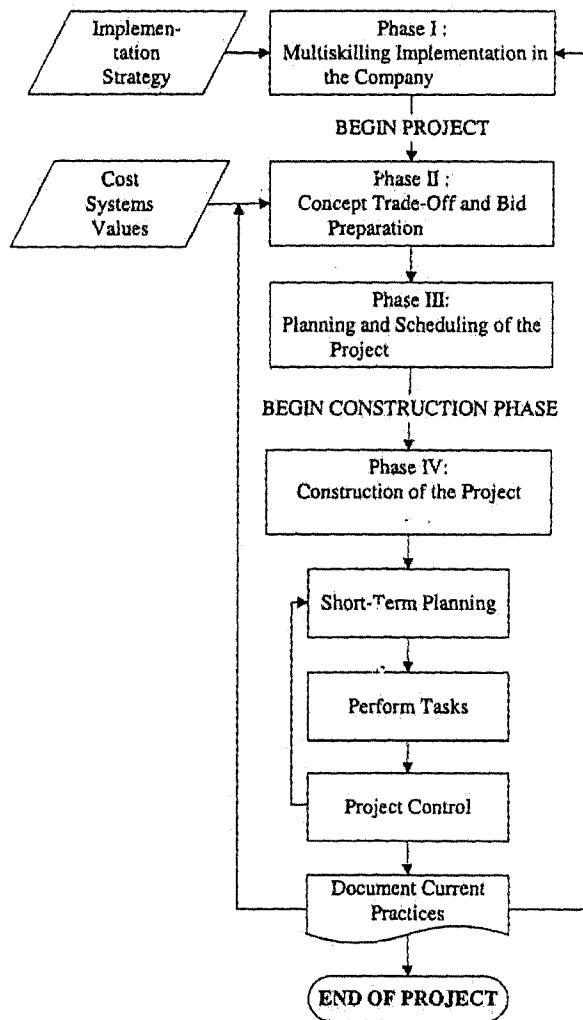 Implemen-
tation
Strategy
Phase I :
Multiskilling Implementation in
the Company
BEGIN PROJECT
Cost
Systems
Values
Phase II :
Concept Trade-Off and Bid
Preparation
Phase III:
Planning and Scheduling of the
Project
BEGIN CONSTRUCTION PHASE
Phase IV:
Construction of the Project
Short-Term Planning
Perform Tasks
Project Control
Document Current
Practices
END OF PROJECT